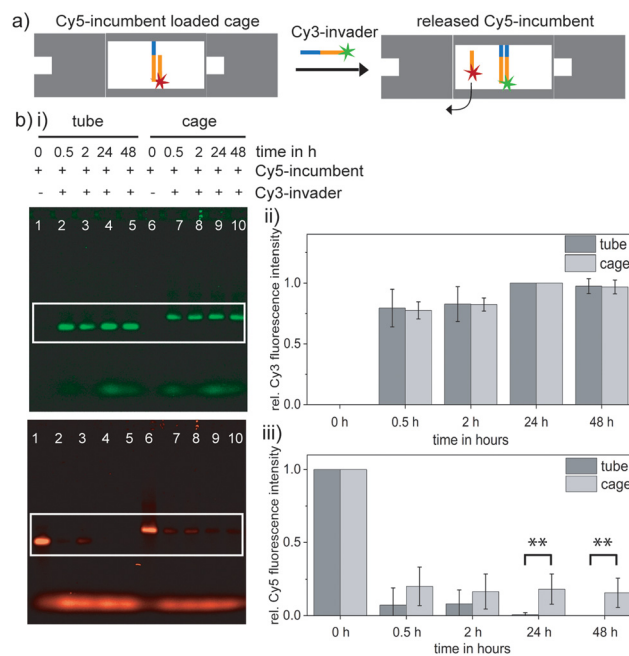 a) Cy5-incumbent loaded cage
Cy3-invader
released Cy5-incumbent
b) i) tube cage
0 0.5 2 24 48 0 0.5 2 24 48 time in h
+ + + + + + + + + + Cy5-incumbent
- + + + + - + + + + Cy3-invader
1 2 3 4 5 6 7 8 9 10
1 2 3 4 5 6 7 8 9 10
ii)
rel. Cy3 fluorescence intensity
1.0
0.5
0.0
tube
cage
0 h 0.5 h 2 h 24 h 48 h
time in hours
iii)
rel. Cy5 fluorescence intensity
1.0
0.5
0.0
tube
cage
** **
0 h 0.5 h 2 h 24 h 48 h
time in hours